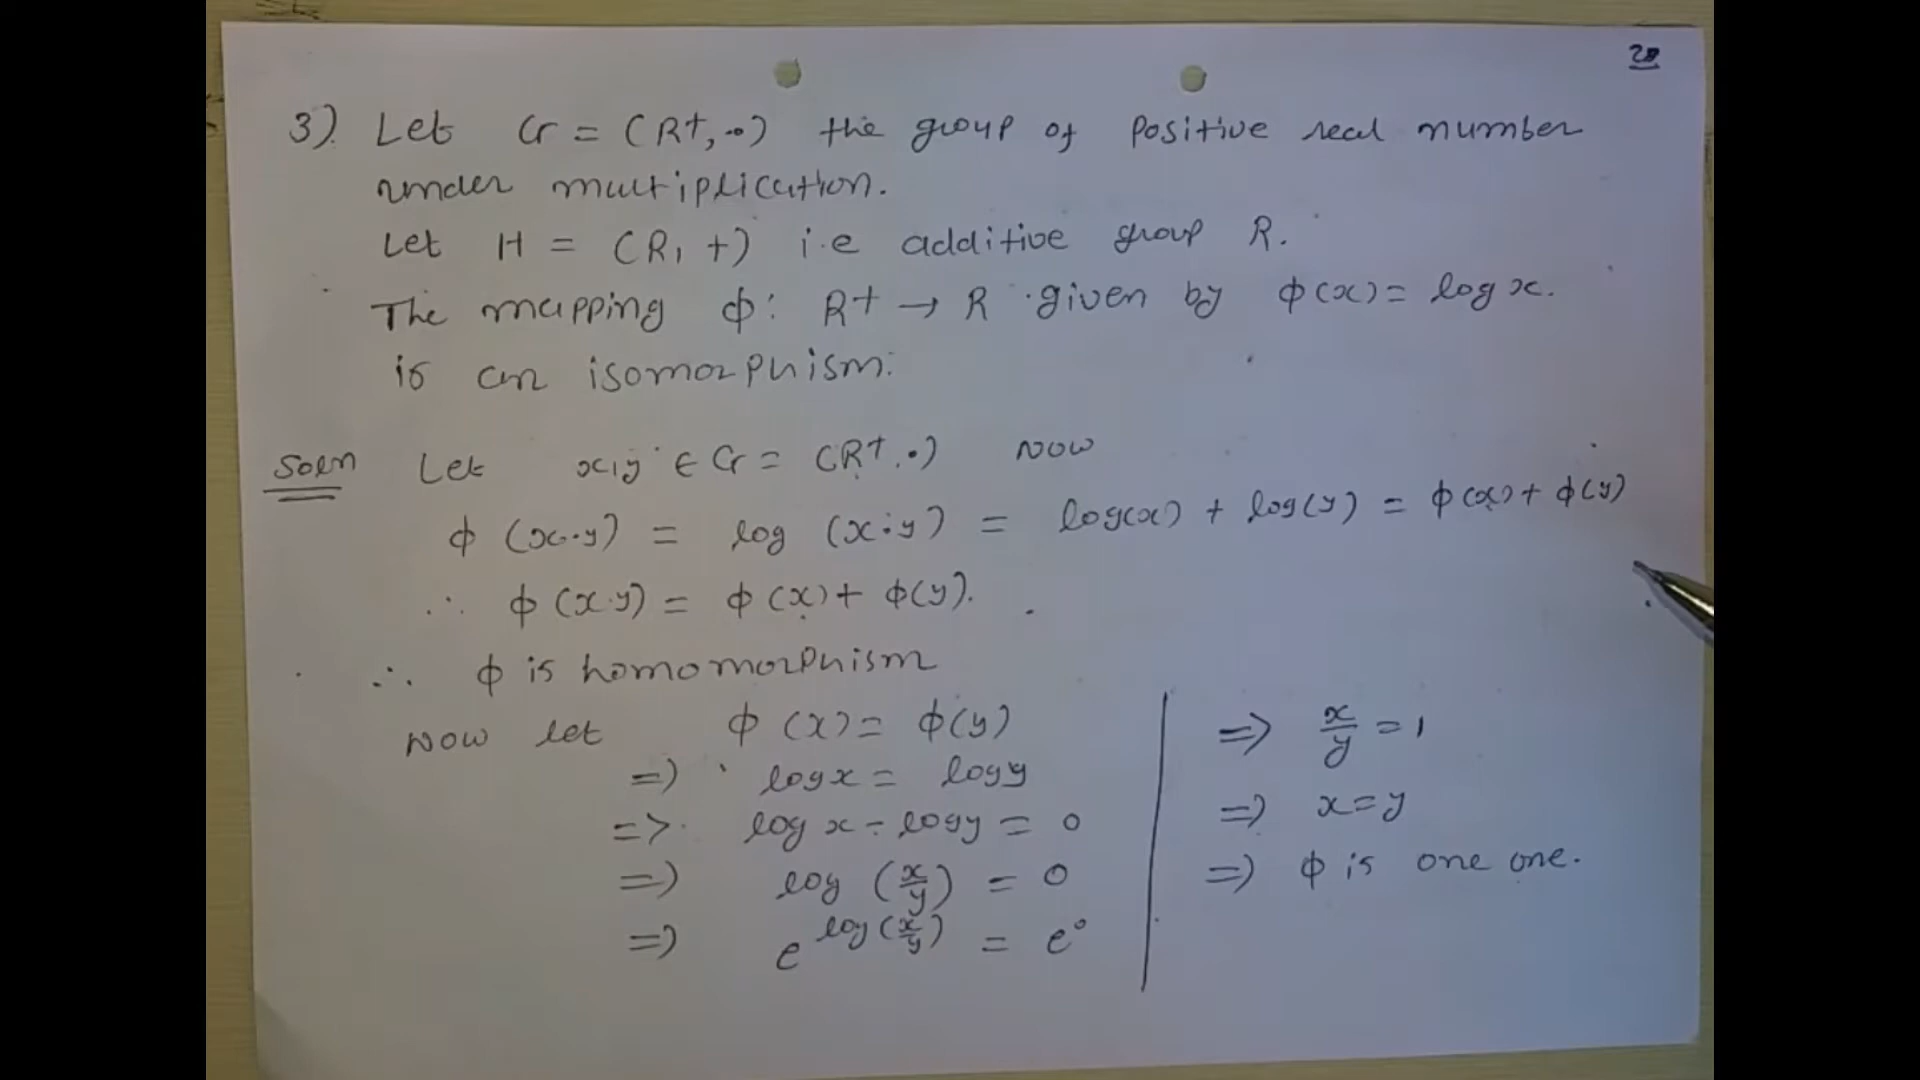 28
3). Let G = (R+, ·) the group of positive real number
under multiplication.
Let H = (R, +) i.e additive group R.
The mapping ϕ: R+ → R given by ϕ(x) = log x.
is an isomorphism.
Soln Let x,y ∈ G = (R+, ·) Now
ϕ (x·y) = log (x·y) = log(x) + log(y) = ϕ(x) + ϕ(y)
∴ ϕ (x·y) = ϕ(x) + ϕ(y).
∴ ϕ is homomorphism
Now let ϕ (x) = ϕ(y)
=> log x = log y
=> log x - log y = 0
=> log (x/y) = 0
=> e^log(x/y) = e^0
=> x/y = 1
=> x = y
=> ϕ is one one.